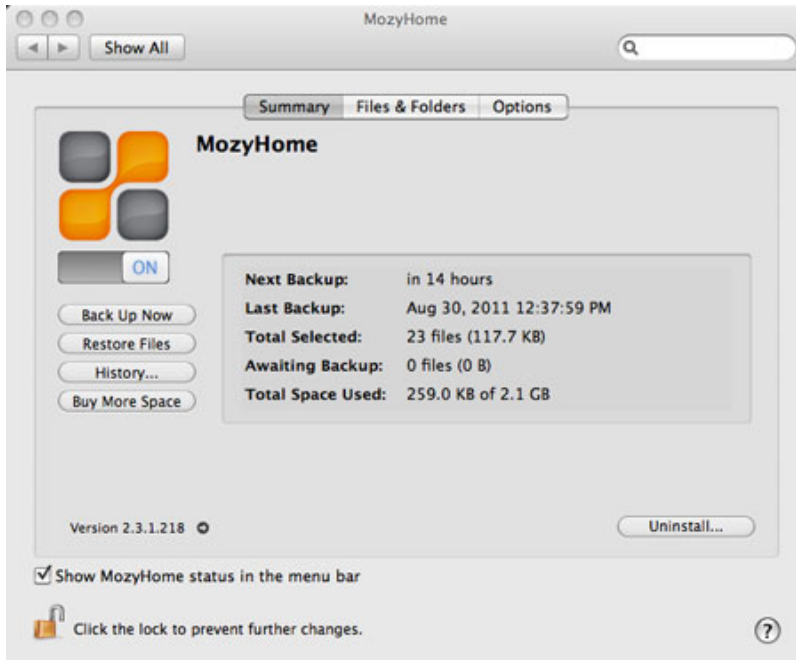 MozyHome
Show All
Summary Files & Folders Options
MozyHome
ON
Next Backup: in 14 hours
Last Backup: Aug 30, 2011 12:37:59 PM
Total Selected: 23 files (117.7 KB)
Awaiting Backup: 0 files (0 B)
Total Space Used: 259.0 KB of 2.1 GB
Back Up Now
Restore Files
History...
Buy More Space
Version 2.3.1.218
Uninstall...
Show MozyHome status in the menu bar
Click the lock to prevent further changes.
?